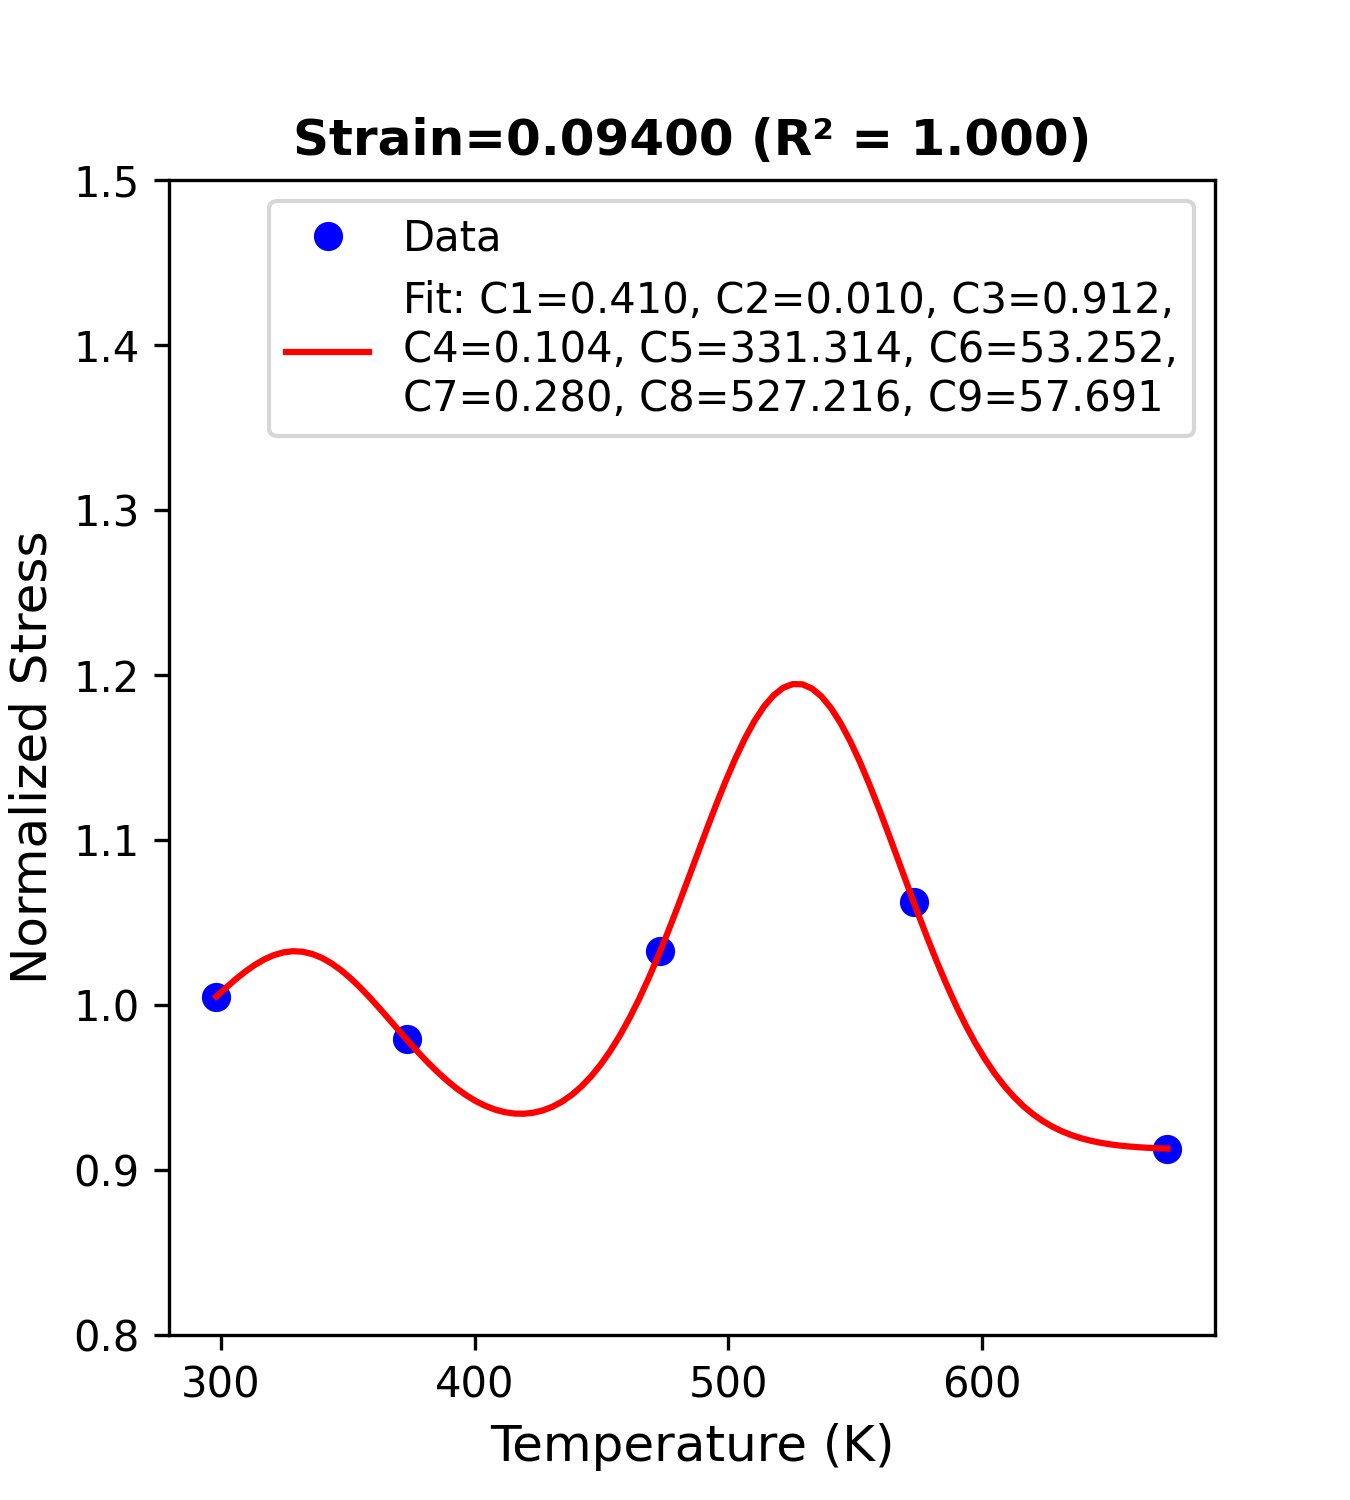 Strain=0.09400 (R² = 1.000)
1.5
1.4
1.3
1.2
1.1
1.0
0.9
0.8
Normalized Stress
Data
Fit: C1=0.410, C2=0.010, C3=0.912,
C4=0.104, C5=331.314, C6=53.252,
C7=0.280, C8=527.216, C9=57.691
300 400 500 600
Temperature (K)